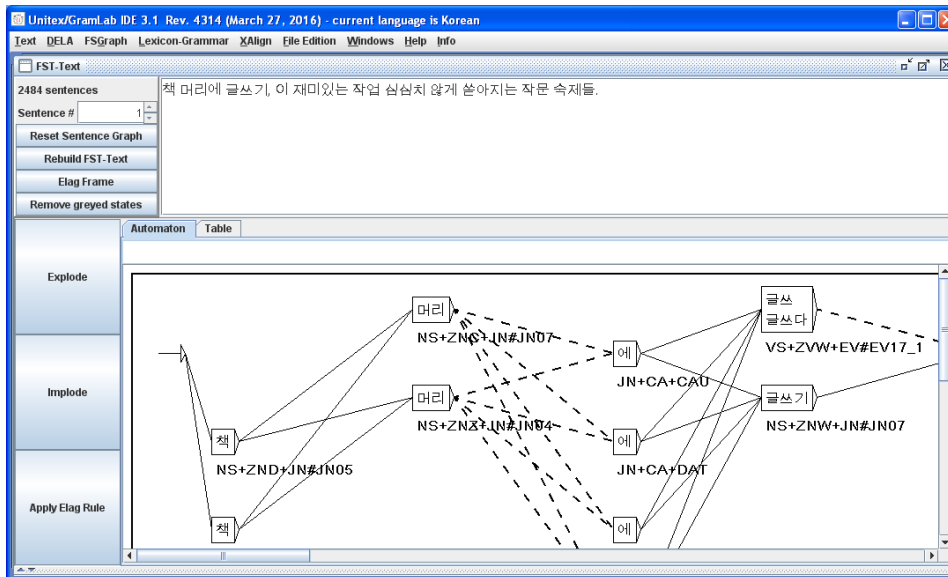 Unitex/GramLab IDE 3.1 Rev. 4314 (March 27, 2016) - current language is Korean
Text DELA FSGraph Lexicon-Grammar XAlign File Edition Windows Help Info
FST-Text
2484 sentences
Sentence # 1
Reset Sentence Graph
Rebuild FST-Text
Elag Frame
Remove greyed states
책 머리에 글쓰기, 이 재미있는 작업 심심치 않게 쏟아지는 작문 숙제들.
Automaton Table
Explode
Implode
Apply Elag Rule
머리
NS+ZNC+JN#JN07
머리
NS+ZNZ+JN#JN04
책
NS+ZND+JN#JN05
책
에
JN+CA+CAU
에
JN+CA+DAT
에
글쓰
글쓰다
VS+ZVW+EV#EV17_1
글쓰기
NS+ZNW+JN#JN07